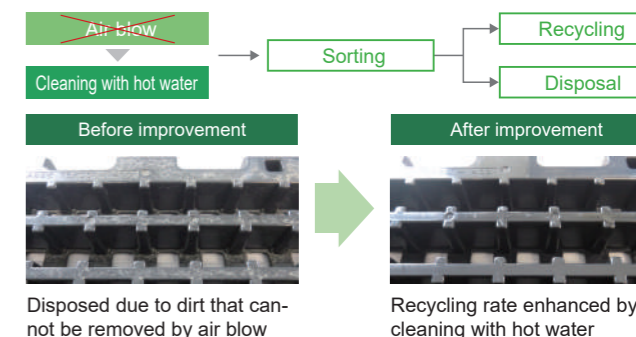 Air blow
Cleaning with hot water
Sorting
Recycling
Disposal
Before improvement
After improvement
Disposed due to dirt that can-
not be removed by air blow
Recycling rate enhanced by
cleaning with hot water